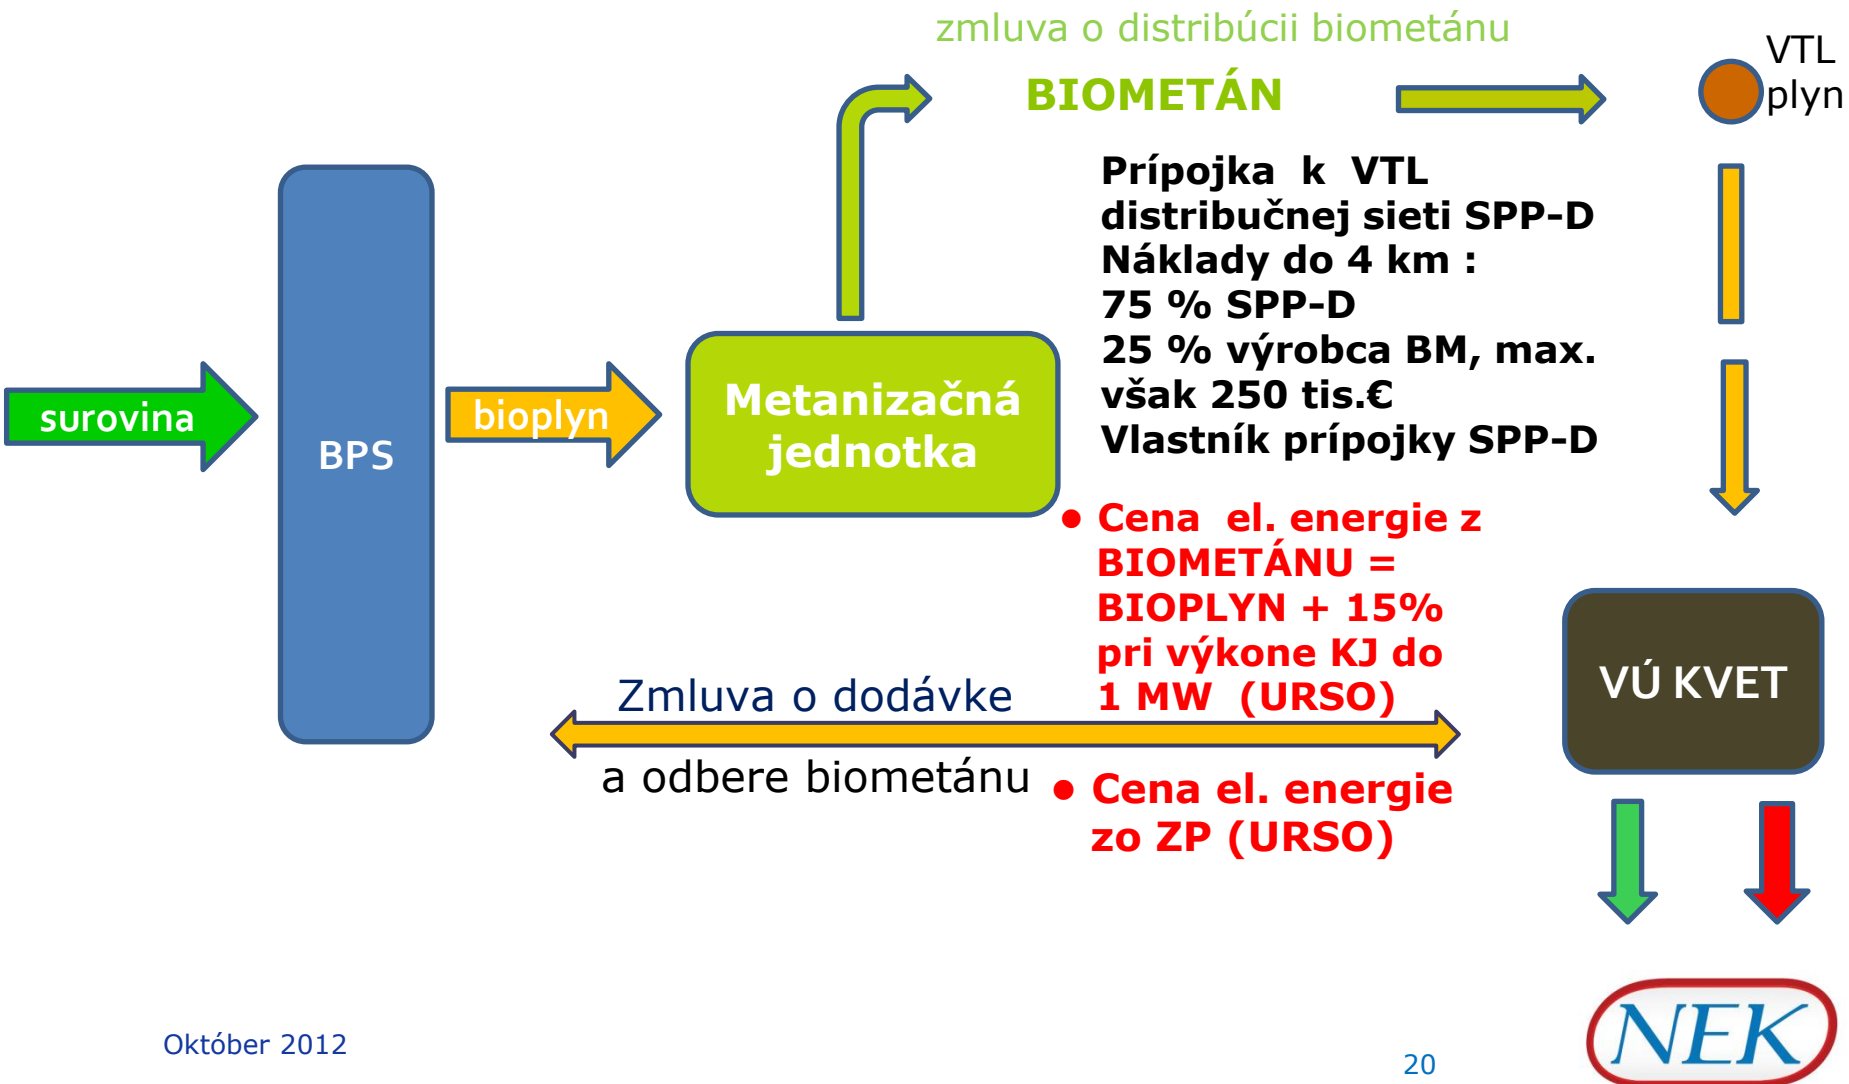 zmluva o distribúcii biometánu
BIOMETÁN
VTL
plyn
Prípojka k VTL
distribučnej sieti SPP-D
Náklady do 4 km :
75 % SPP-D
25 % výrobca BM, max.
však 250 tis.€
Vlastník prípojky SPP-D
surovina
BPS
bioplyn
Metanizačná
jednotka
• Cena el. energie z
BIOMETÁNU =
BIOPLYN + 15%
pri výkone KJ do
1 MW (URSO)
Zmluva o dodávke
a odbere biometánu
• Cena el. energie
zo ZP (URSO)
VÚ KVET
Október 2012
20
NEK